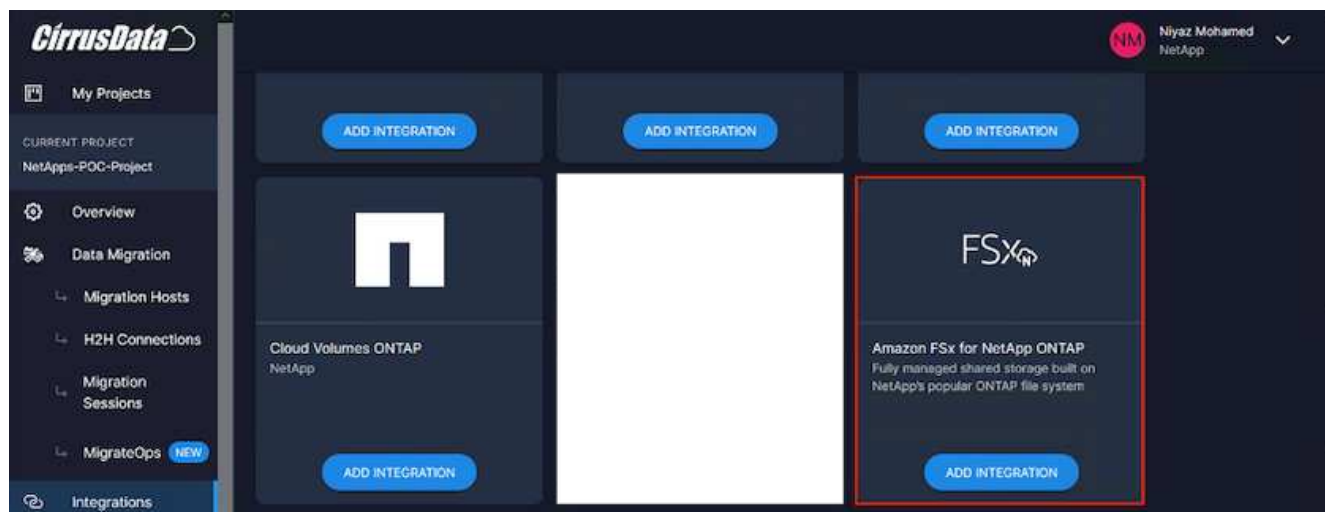 CirrusData
NM
Niyaz Mohamed
NetApp
My Projects
CURRENT PROJECT
NetApps-POC-Project
Overview
Data Migration
Migration Hosts
H2H Connections
Migration
Sessions
MigrateOps NEW
Integrations
ADD INTEGRATION
ADD INTEGRATION
ADD INTEGRATION
Cloud Volumes ONTAP
NetApp
ADD INTEGRATION
FSxN
Amazon FSx for NetApp ONTAP
Fully managed shared storage built on
NetApp's popular ONTAP file system
ADD INTEGRATION